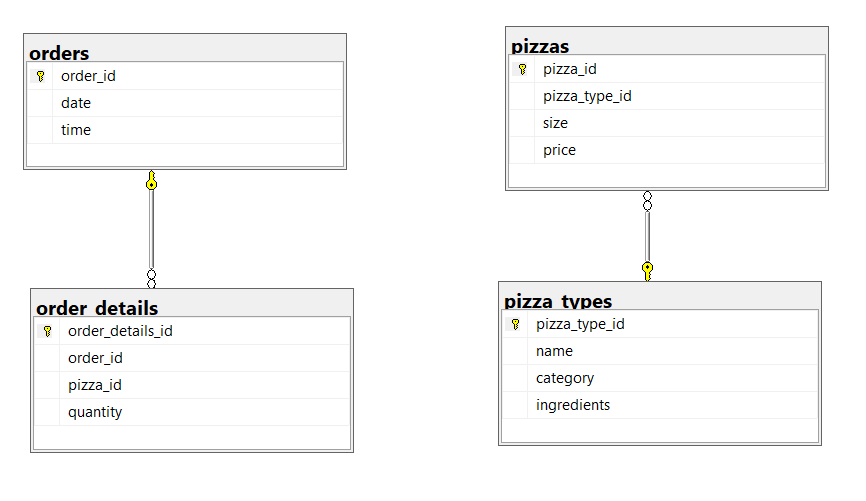 orders
order_id
date
time
pizzas
pizza_id
pizza_type_id
size
price
order_details
order_details_id
order_id
pizza_id
quantity
pizza_types
pizza_type_id
name
category
ingredients